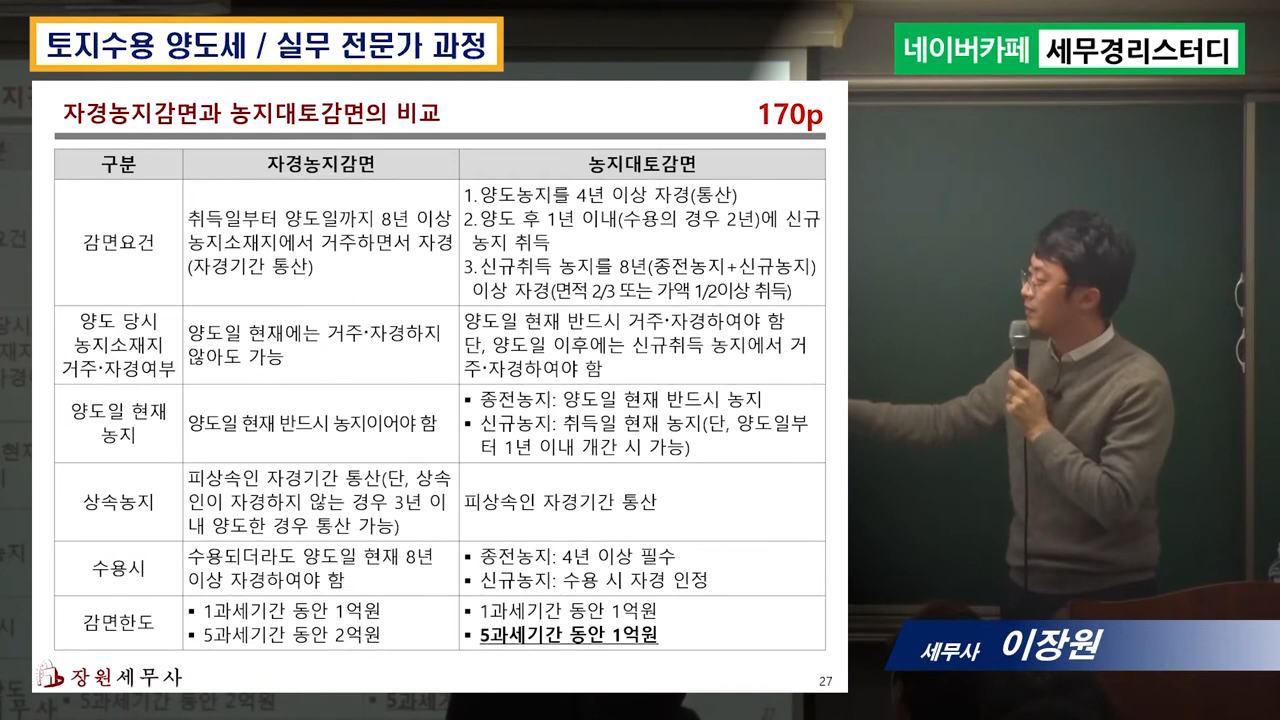 토지수용 양도세 / 실무 전문가 과정
네이버카페 세무경리스터디
자경농지감면과 농지대토감면의 비교
170p
구분
자경농지감면
농지대토감면
감면요건
취득일부터 양도일까지 8년 이상
농지소재지에서 거주하면서 자경
(자경기간 통산)
1.양도농지를 4년 이상 자경(통산)
2.양도 후 1년 이내(수용의 경우 2년)에 신규
농지 취득
3.신규취득 농지를 8년(종전농지+신규농지)
이상 자경(면적 2/3 또는 가액 1/2이상 취득)
양도 당시
농지소재지
거주·자경여부
양도일 현재에는 거주·자경하지
않아도 가능
양도일 현재 반드시 거주·자경하여야 함
단, 양도일 이후에는 신규취득 농지에서 거
주·자경하여야 함
양도일 현재
농지
양도일 현재 반드시 농지이어야 함
▪ 종전농지: 양도일 현재 반드시 농지
▪ 신규농지: 취득일 현재 농지(단, 양도일부
터 1년 이내 개간 시 가능)
상속농지
피상속인 자경기간 통산(단, 상속
인이 자경하지 않는 경우 3년 이
내 양도한 경우 통산 가능)
피상속인 자경기간 통산
수용시
수용되더라도 양도일 현재 8년
이상 자경하여야 함
▪ 종전농지: 4년 이상 필수
▪ 신규농지: 수용 시 자경 인정
감면한도
▪ 1과세기간 동안 1억원
▪ 5과세기간 동안 2억원
▪ 1과세기간 동안 1억원
▪ 5과세기간 동안 1억원
장원세무사
27
세무사 이장원
▪ 5과세기간 동안 2억원